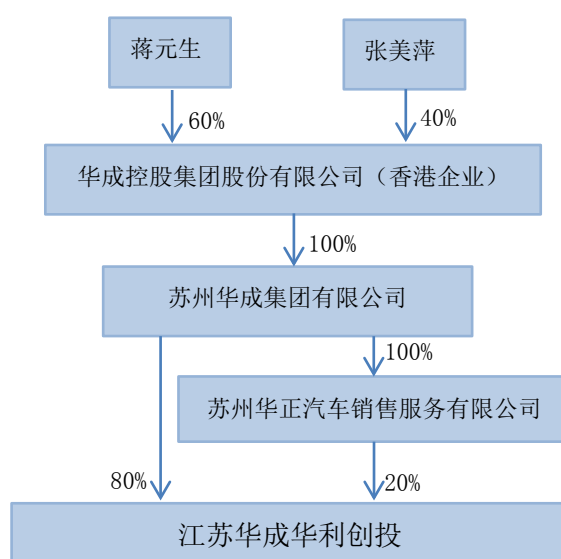 蒋元生
张美萍
60%
40%
华成控股集团股份有限公司（香港企业）
100%
苏州华成集团有限公司
100%
苏州华正汽车销售服务有限公司
80%
20%
江苏华成华利创投